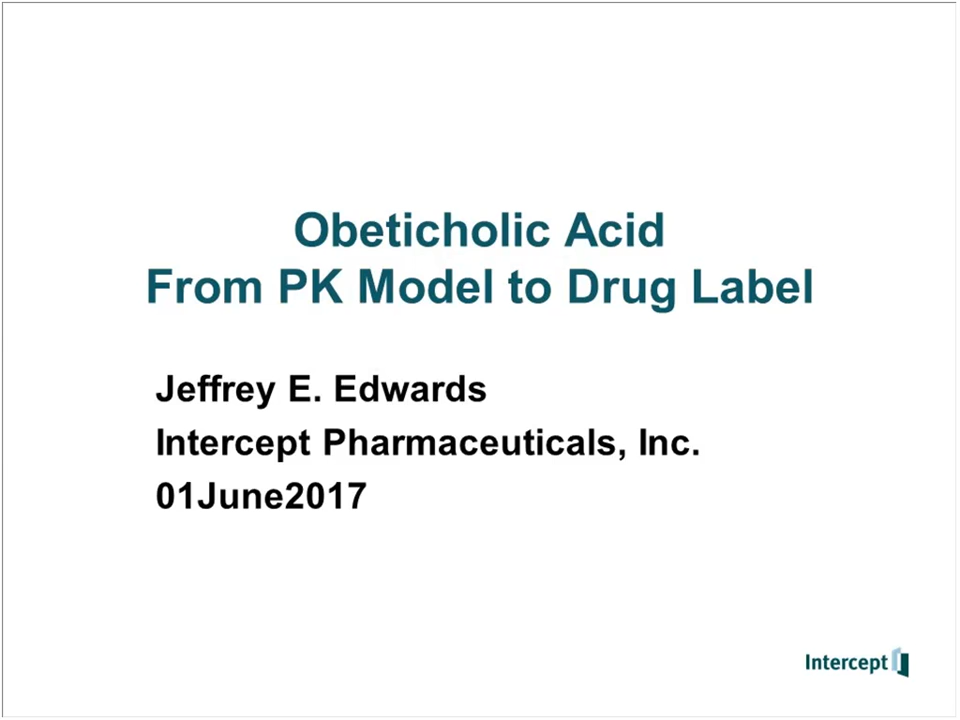 Obeticholic Acid
From PK Model to Drug Label
Jeffrey E. Edwards
Intercept Pharmaceuticals, Inc.
01June2017
Intercept